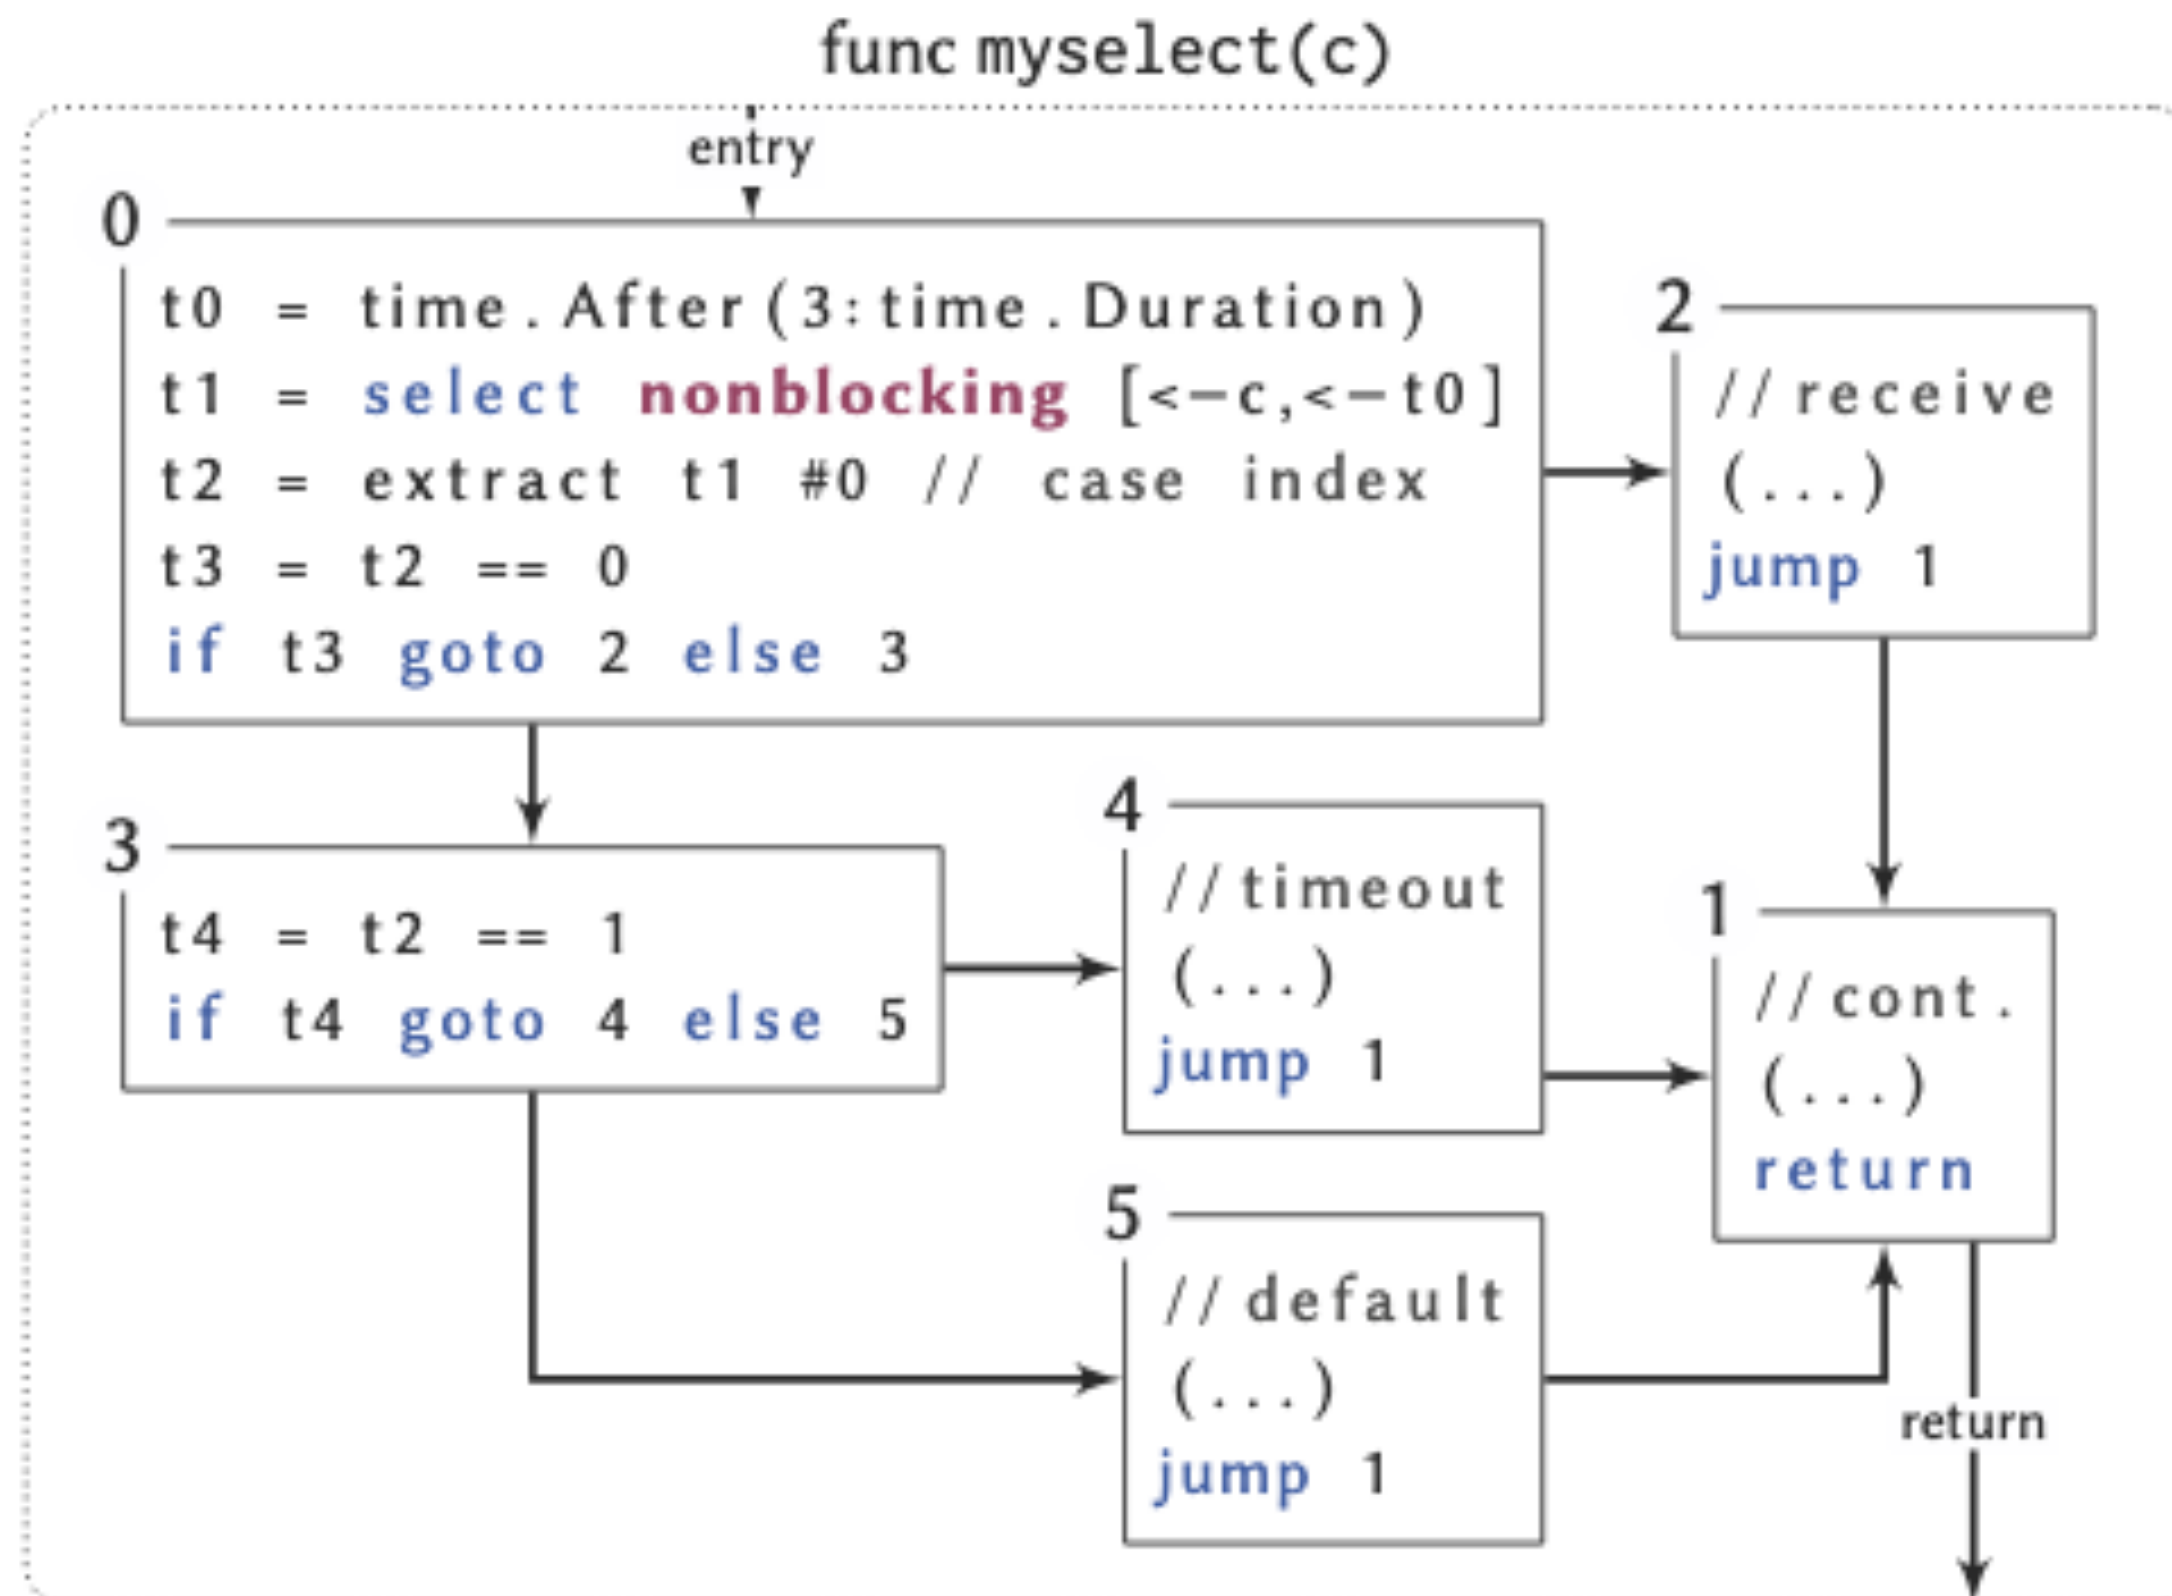 func myselect(c)
entry
0
t0 = time.After(3:time.Duration)
t1 = select nonblocking [<-c,<-t0]
t2 = extract t1 #0 // case index
t3 = t2 == 0
if t3 goto 2 else 3
2
//receive
(...)
jump 1
3
t4 = t2 == 1
if t4 goto 4 else 5
4
//timeout
(...)
jump 1
1
//cont.
(...)
return
5
//default
(...)
jump 1
return